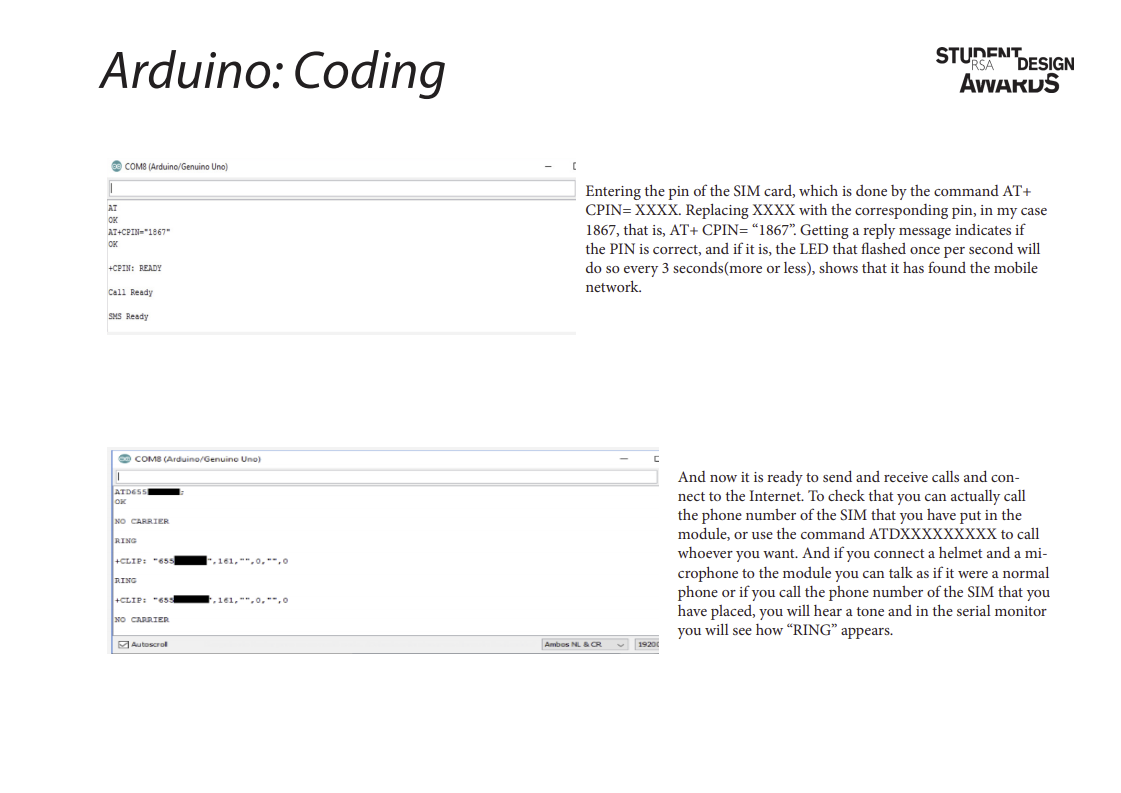 Arduino: Coding
STUDENT
RSA DESIGN
AWARDS
COM8 (Arduino/Genuino Uno)
AT
OK
AT+CPIN="1867"
OK
+CPIN: READY
Call Ready
SMS Ready
Entering the pin of the SIM card, which is done by the command AT+
CPIN= XXXX. Replacing XXXX with the corresponding pin, in my case
1867, that is, AT+ CPIN= “1867”. Getting a reply message indicates if
the PIN is correct, and if it is, the LED that flashed once per second will
do so every 3 seconds(more or less), shows that it has found the mobile
network.
COM8 (Arduino/Genuino Uno)
ATD655 ;
OK
NO CARRIER
RING
+CLIP: "655 ",161,"",0,"",0
RING
+CLIP: "655 ",161,"",0,"",0
NO CARRIER
Autoscroll Ambos NL & CR 1920
And now it is ready to send and receive calls and con-
nect to the Internet. To check that you can actually call
the phone number of the SIM that you have put in the
module, or use the command ATDXXXXXXXXX to call
whoever you want. And if you connect a helmet and a mi-
crophone to the module you can talk as if it were a normal
phone or if you call the phone number of the SIM that you
have placed, you will hear a tone and in the serial monitor
you will see how “RING” appears.